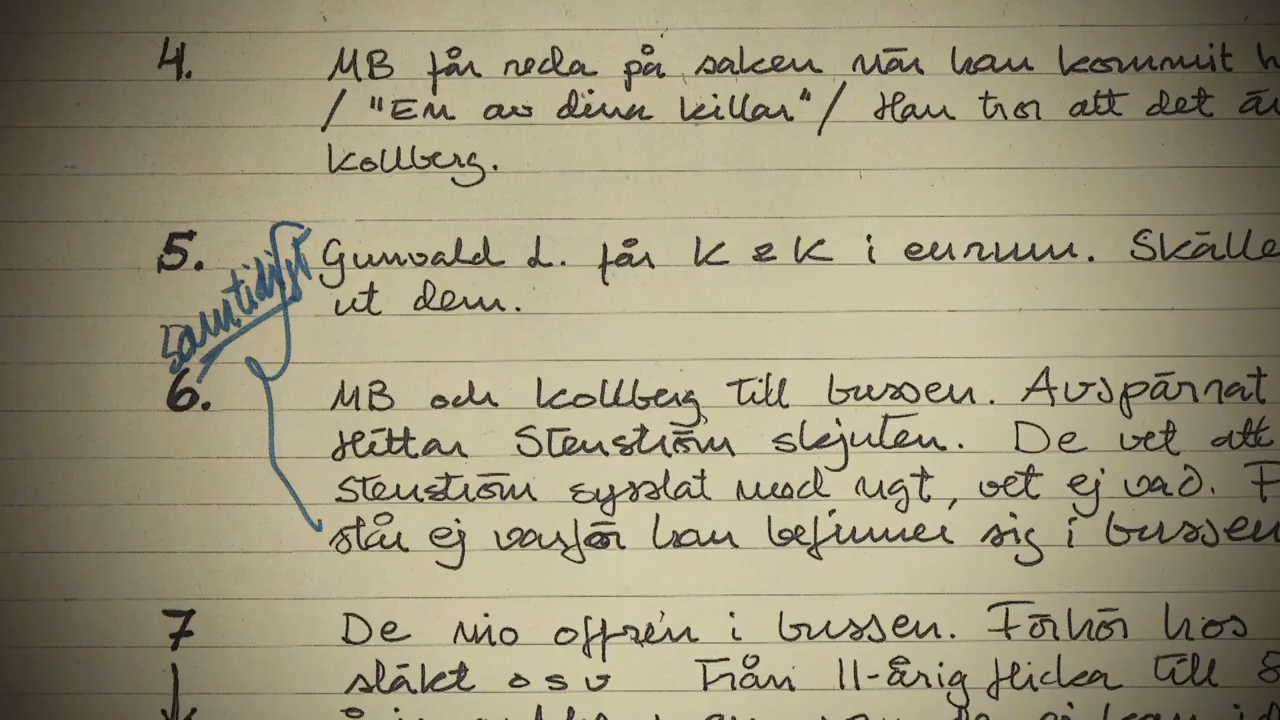 4. MB får reda på saken när han kommit h
/ "En av dina killar" / Han tror att det är
Kollberg.
5. Gunvald L. får K & K i enrum. Skälle
ut dem.
samtidigt
6. MB och Kollberg till bussen. Avspärrat
Hittar Stenström skjuten. De vet att
Stenström sysslat med ngt, vet ej vad. F
står ej varför han befinner sig i bussen
7 De nio offren i bussen. Förhör hos
släkt osv Från 11-årig flicka till 8